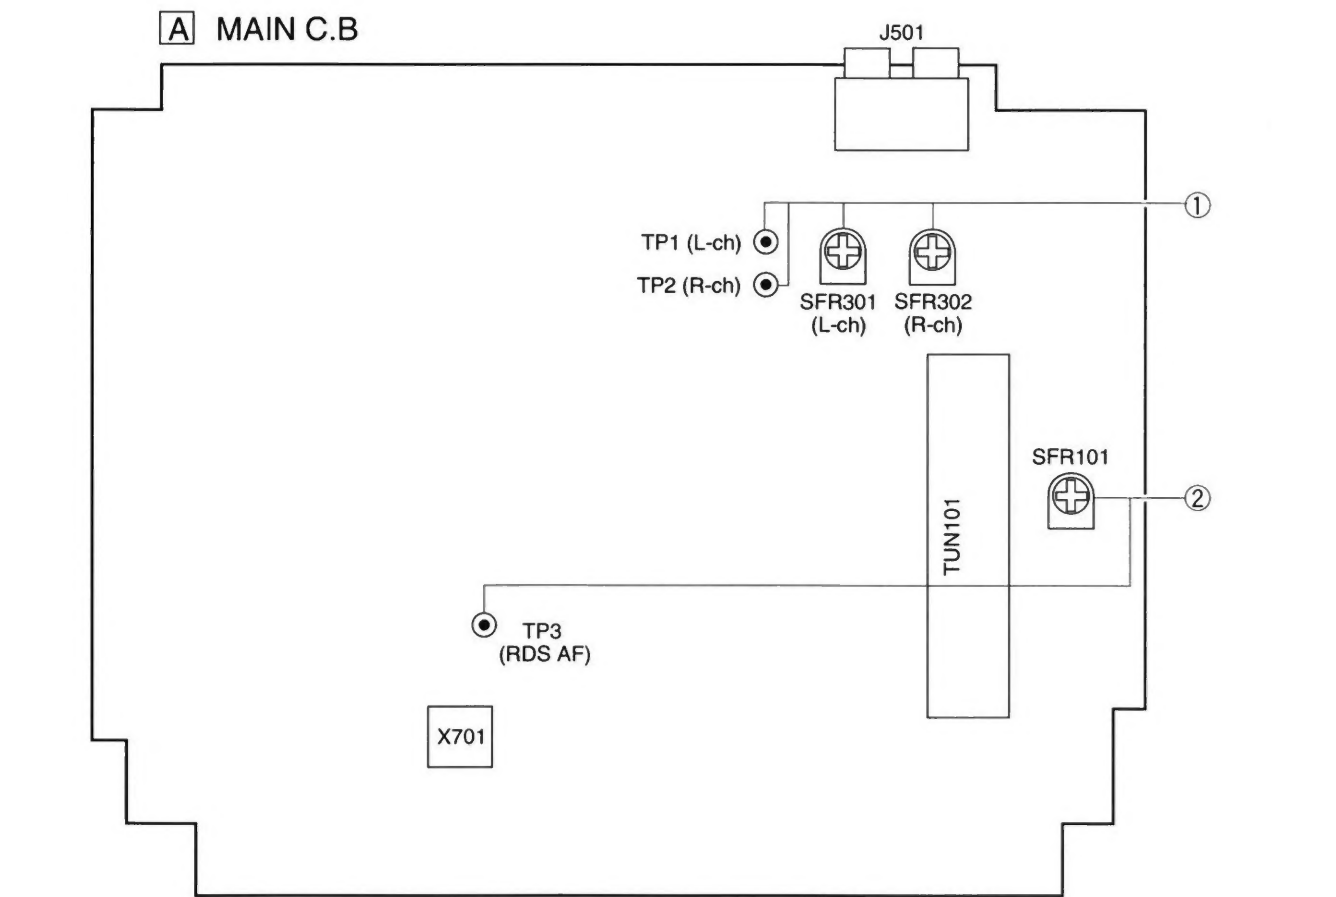 A MAIN C.B
J501
①
TP1 (L-ch)
TP2 (R-ch)
SFR301
(L-ch)
SFR302
(R-ch)
SFR101
②
TUN101
TP3
(RDS AF)
X701